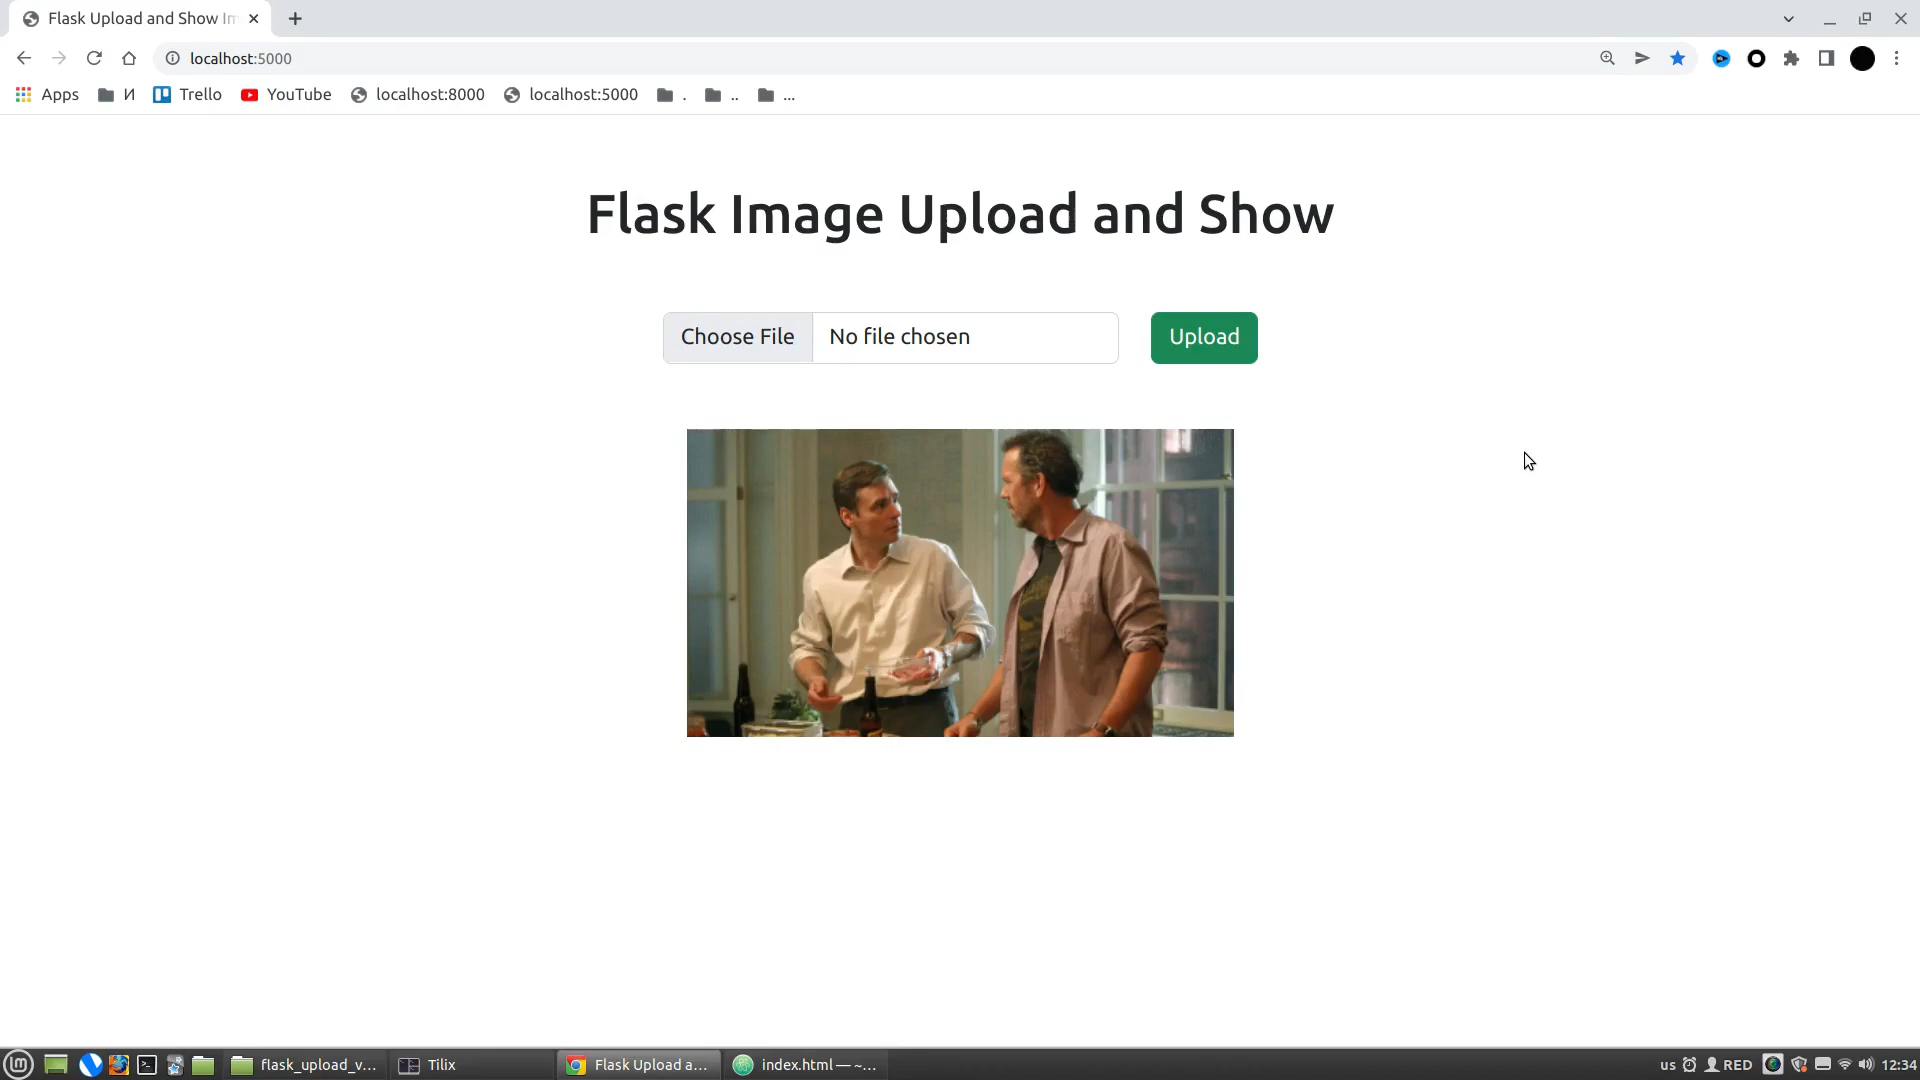 Flask Upload and Show Im
localhost:5000
Apps И Trello YouTube localhost:8000 localhost:5000 . .. ...
Flask Image Upload and Show
Choose File No file chosen Upload
flask_upload_v... Tilix Flask Upload a... index.html — ~... us RED 12:34